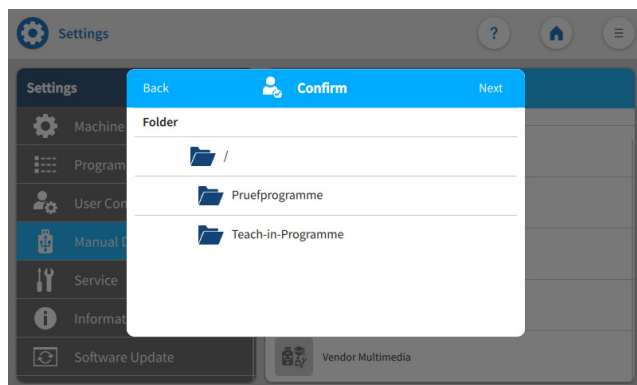 Settings
?
Settings
Back
Confirm
Next
Folder
/
Pruefprogramme
Teach-in-Programme
Machine
Program
User Con
Manual D
Service
Informat
Software Update
Vendor Multimedia